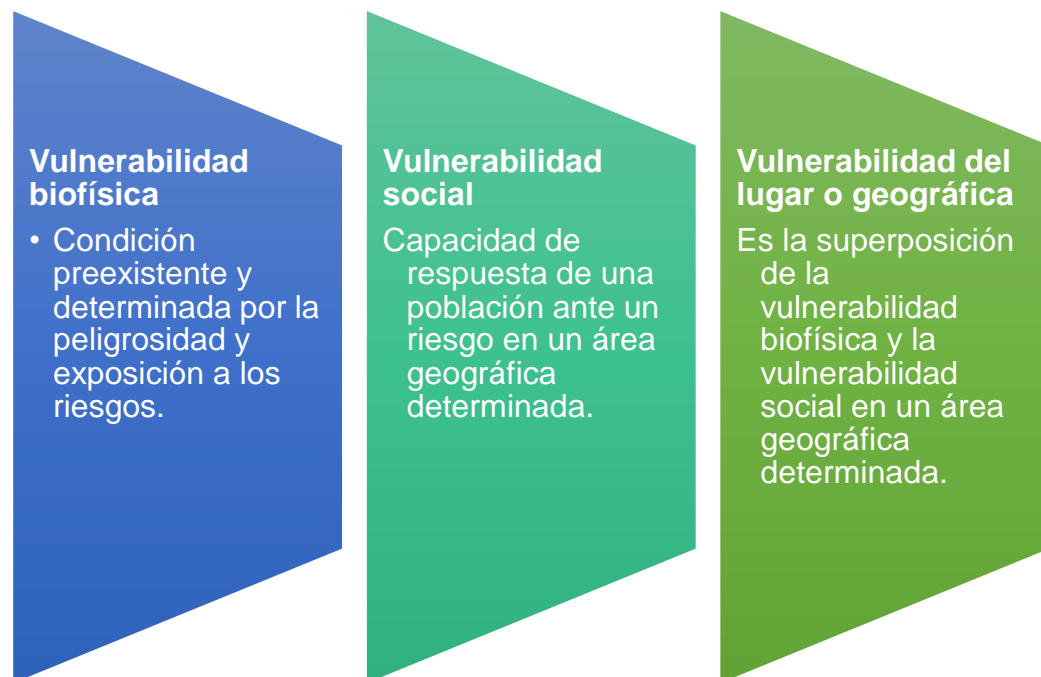 Vulnerabilidad
biofísica
• Condición
preexistente y
determinada por la
peligrosidad y
exposición a los
riesgos.
Vulnerabilidad
social
Capacidad de
respuesta de una
población ante un
riesgo en un área
geográfica
determinada.
Vulnerabilidad del
lugar o geográfica
Es la superposición
de la
vulnerabilidad
biofísica y la
vulnerabilidad
social en un área
geográfica
determinada.